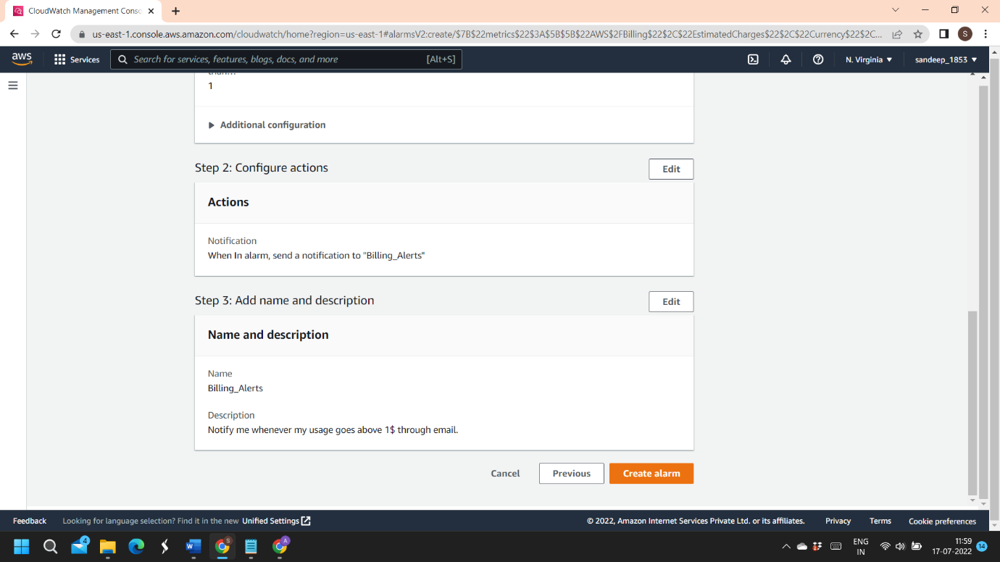 CloudWatch Management Consc
us-east-1.console.aws.amazon.com/cloudwatch/home?region=us-east-1#alarmsV2:create/$7B$22metrics$22$3A$5B$5B$22AWS$2FBilling$22$2C$22EstimatedCharges$22$2C$22Currency$22$2C...
S
aws
Services
Search for services, features, blogs, docs, and more
[Alt+S]
N. Virginia
sandeep_1853
than...
1
Additional configuration
Step 2: Configure actions
Edit
Actions
Notification
When In alarm, send a notification to "Billing_Alerts"
Step 3: Add name and description
Edit
Name and description
Name
Billing_Alerts
Description
Notify me whenever my usage goes above 1$ through email.
Cancel
Previous
Create alarm
Feedback
Looking for language selection? Find it in the new Unified Settings
© 2022, Amazon Internet Services Private Ltd. or its affiliates.
Privacy
Terms
Cookie preferences
4
W
S
A
ENG
IN
11:59
17-07-2022
14